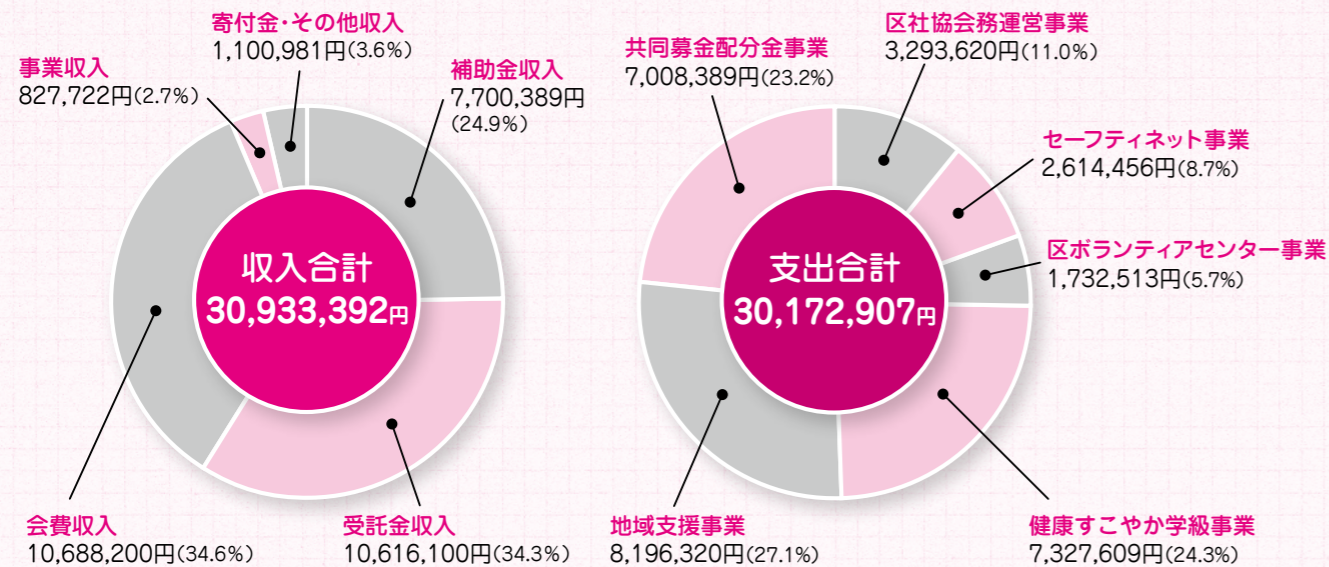 寄付金・その他収入
1,100,981円(3.6%)
事業収入
827,722円(2.7%)
補助金収入
7,700,389円
(24.9%)
収入合計
30,933,392円
会費収入
10,688,200円(34.6%)
受託金収入
10,616,100円(34.3%)
区社協会務運営事業
3,293,620円(11.0%)
共同募金配分金事業
7,008,389円(23.2%)
セーフティネット事業
2,614,456円(8.7%)
区ボランティアセンター事業
1,732,513円(5.7%)
支出合計
30,172,907円
地域支援事業
8,196,320円(27.1%)
健康すこやか学級事業
7,327,609円(24.3%)